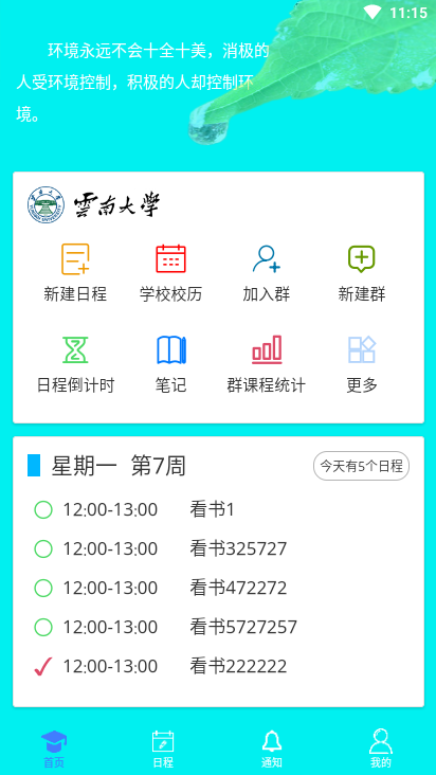 11:15
环境永远不会十全十美，消极的
人受环境控制，积极的人却控制环
境。
雲南大学
新建日程 学校校历 加入群 新建群
日程倒计时 笔记 群课程统计 更多
星期一 第7周 今天有5个日程
12:00-13:00 看书1
12:00-13:00 看书325727
12:00-13:00 看书472272
12:00-13:00 看书5727257
12:00-13:00 看书222222
首页 日程 通知 我的